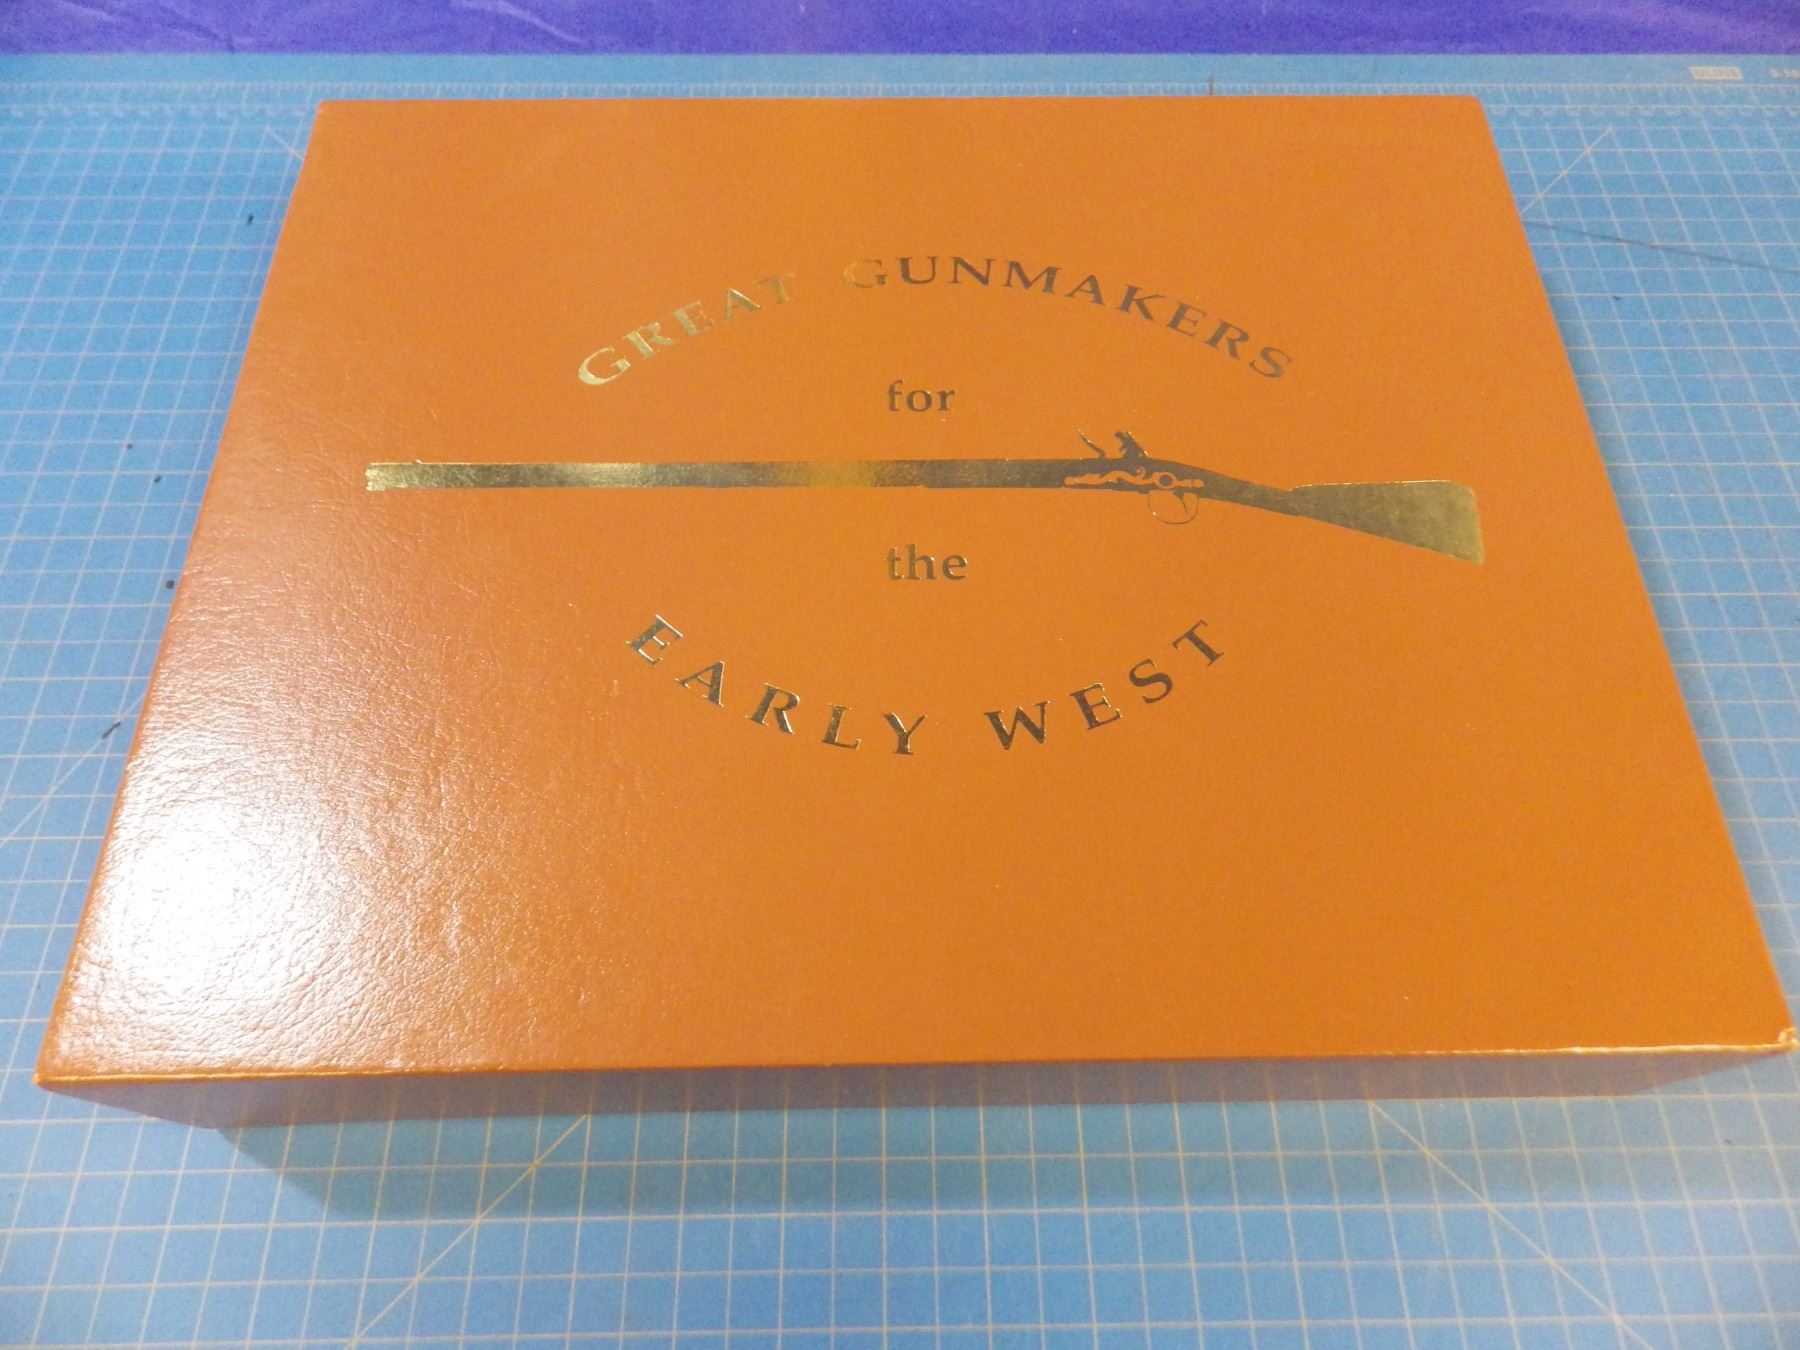 GREAT GUNMAKERS
for
the
EARLY WEST